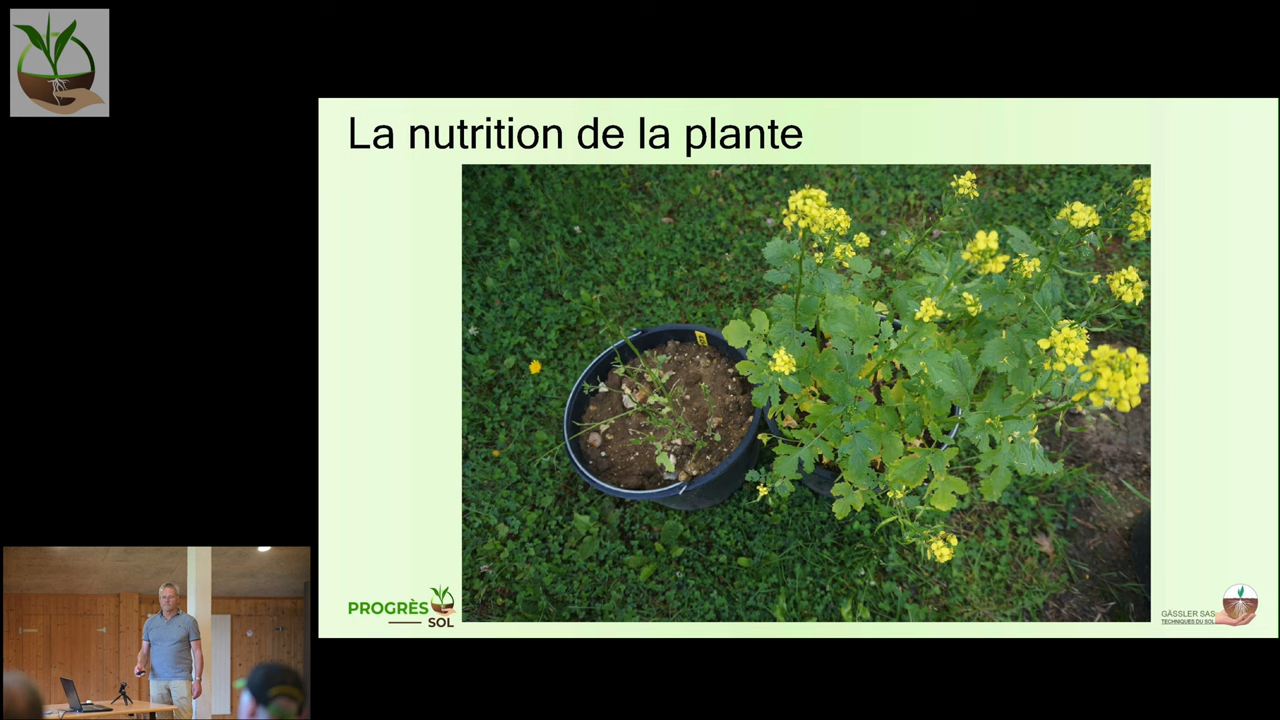 La nutrition de la plante
PROGRÈS
SOL
GÄSSLER SAS
TECHNIQUES DU SOL